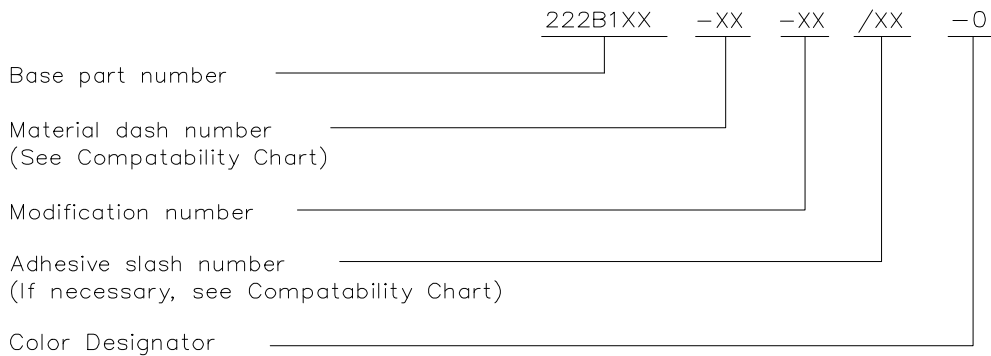 222B1XX -XX -XX /XX -0
Base part number
Material dash number
(See Compatability Chart)
Modification number
Adhesive slash number
(If necessary, see Compatability Chart)
Color Designator